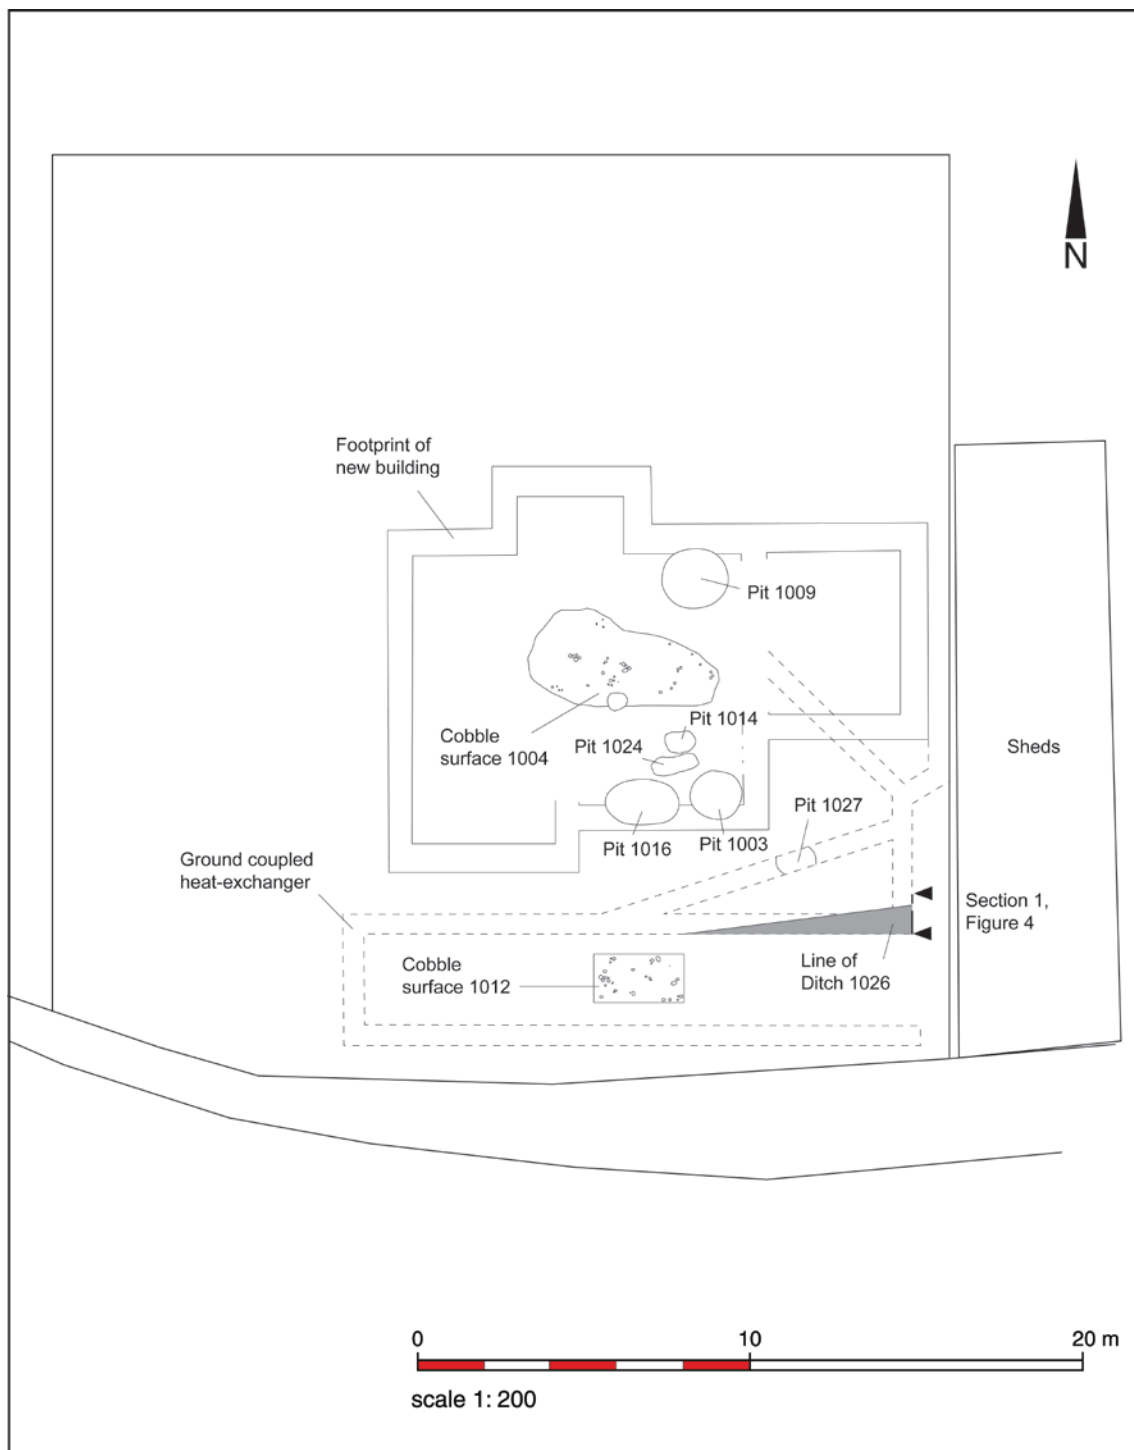 N
Footprint of
new building
Pit 1009
Pit 1014
Cobble
surface 1004
Pit 1024
Sheds
Pit 1027
Pit 1016
Pit 1003
Ground coupled
heat-exchanger
Section 1,
Figure 4
Cobble
surface 1012
Line of
Ditch 1026
0
10
20 m
scale 1: 200